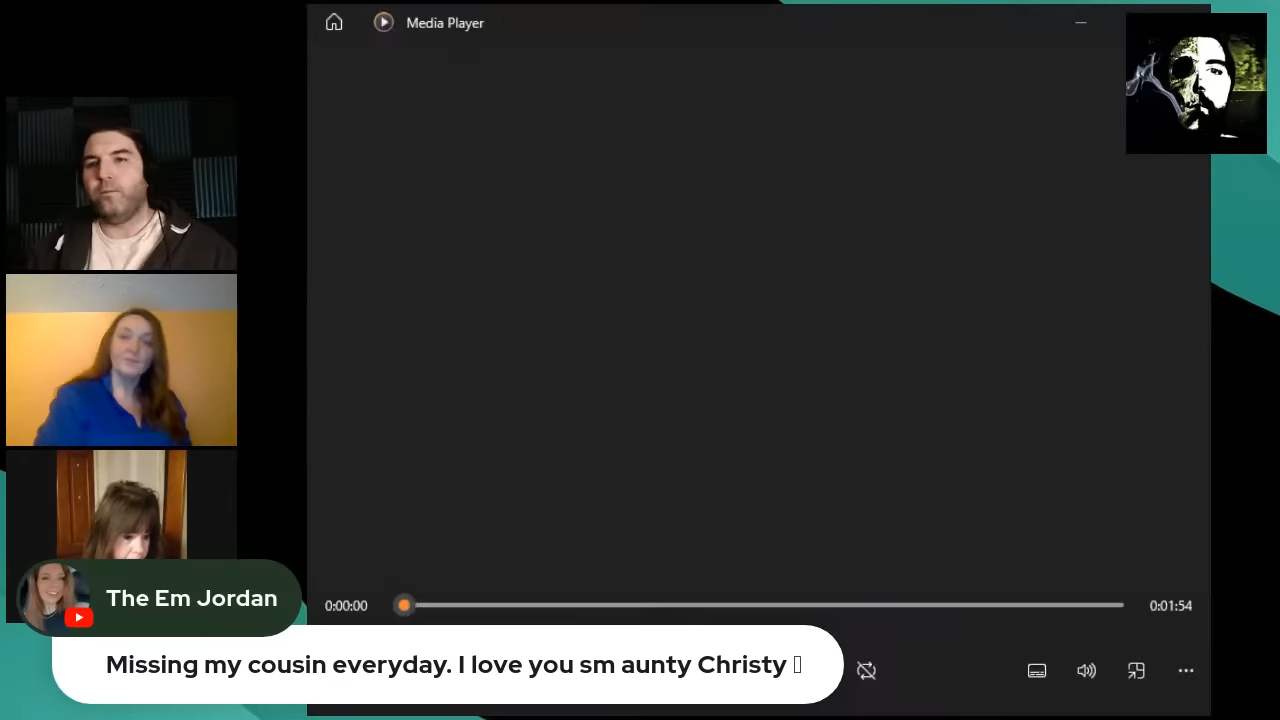 Media Player
0:00:00
0:01:54
The Em Jordan
Missing my cousin everyday. I love you sm aunty Christy